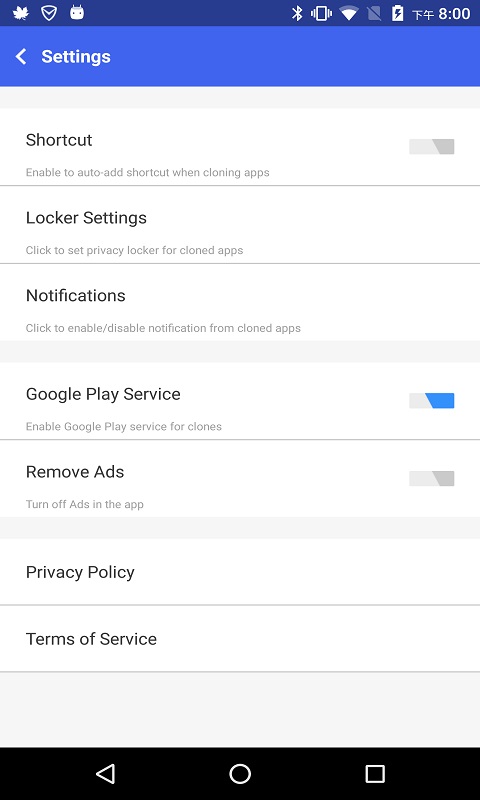 下午 8:00
Settings
Shortcut
Enable to auto-add shortcut when cloning apps
Locker Settings
Click to set privacy locker for cloned apps
Notifications
Click to enable/disable notification from cloned apps
Google Play Service
Enable Google Play service for clones
Remove Ads
Turn off Ads in the app
Privacy Policy
Terms of Service